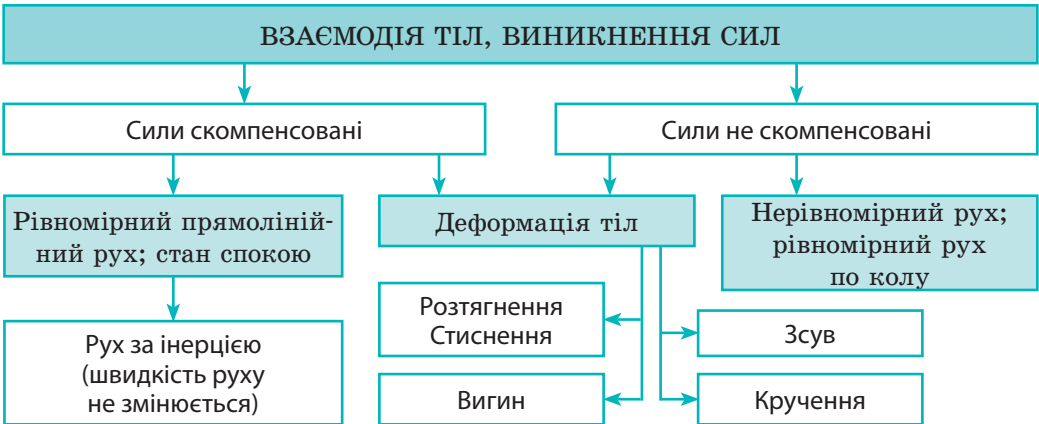 ВЗАЄМОДІЯ ТІЛ, ВИНИКНЕННЯ СИЛ
Сили скомпенсовані
Сили не скомпенсовані
Рівномірний прямоліній-
ний рух; стан спокою
Деформація тіл
Нерівномірний рух;
рівномірний рух
по колу
Рух за інерцією
(швидкість руху
не змінюється)
Розтягнення
Стиснення
Зсув
Вигин
Кручення